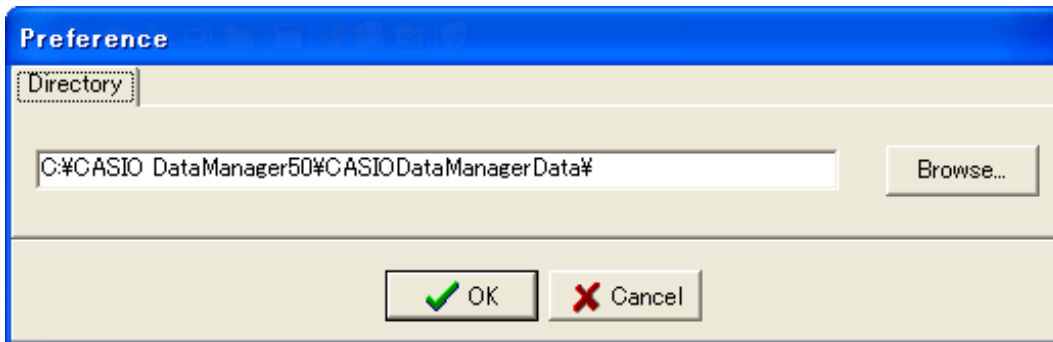 Preference
Directory
C:¥CASIO DataManager50¥CASIODataManagerData¥
Browse...
OK
Cancel